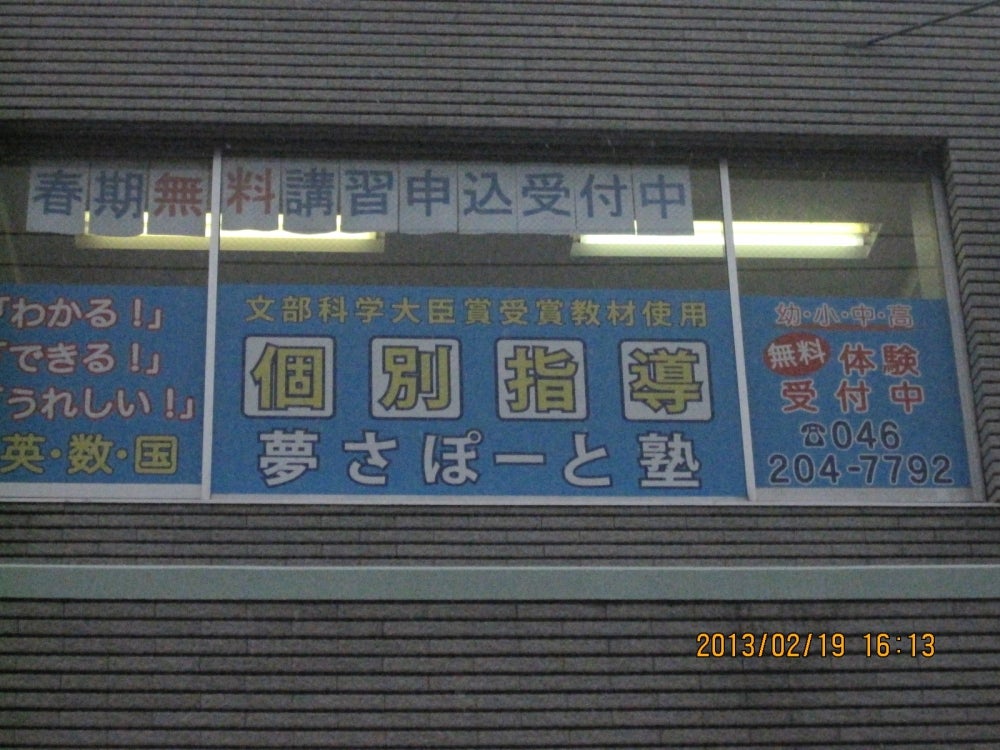 春期無料講習申込受付中
「わかる！」
「できる！」
「うれしい！」
英・数・国
文部科学大臣賞受賞教材使用
個別指導
夢さぽーと塾
幼・小・中・高
無料体験
受付中
☎046
204-7792
2013/02/19 16:13